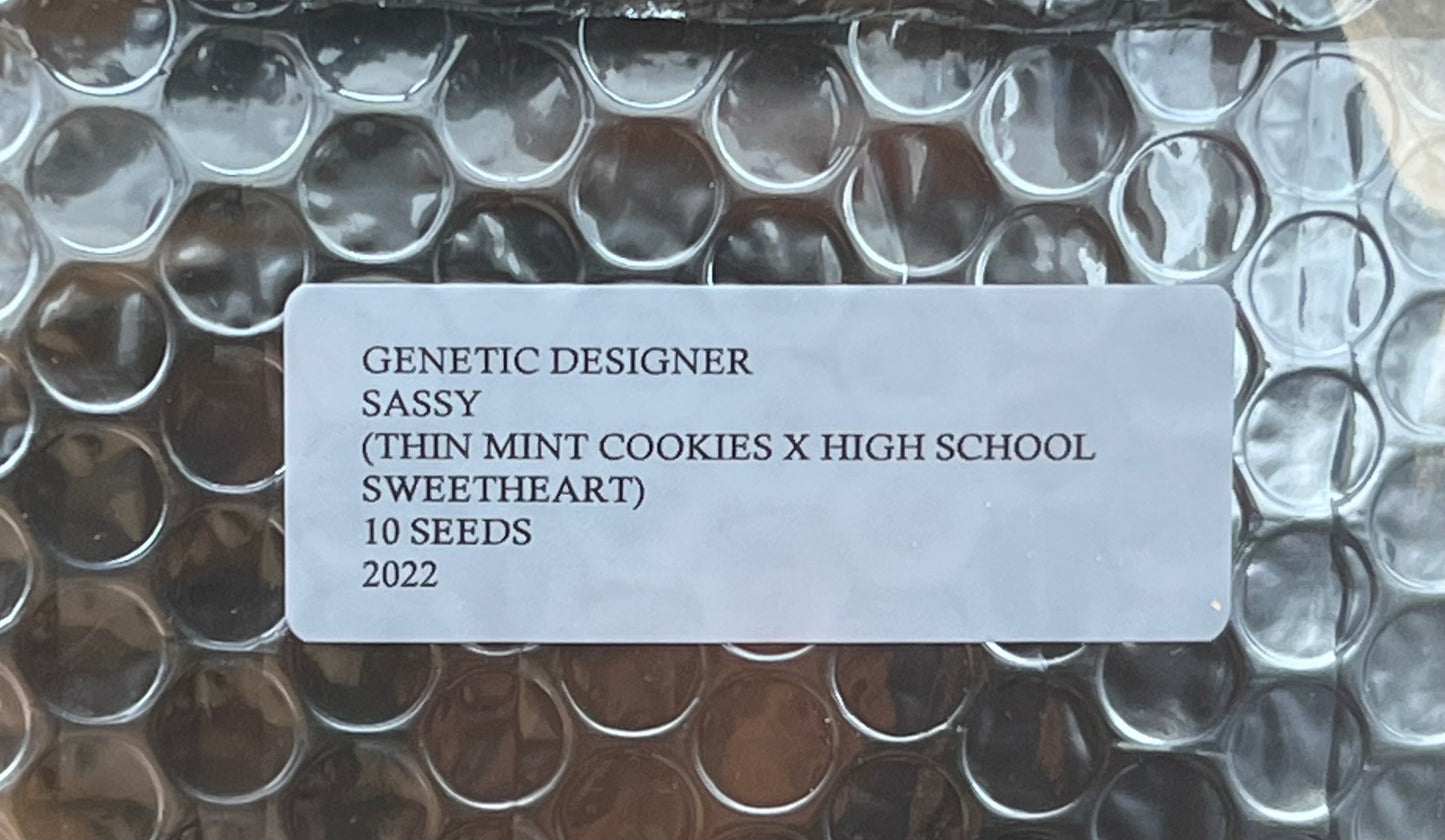 GENETIC DESIGNER
SASSY
(THIN MINT COOKIES X HIGH SCHOOL
SWEETHEART)
10 SEEDS
2022